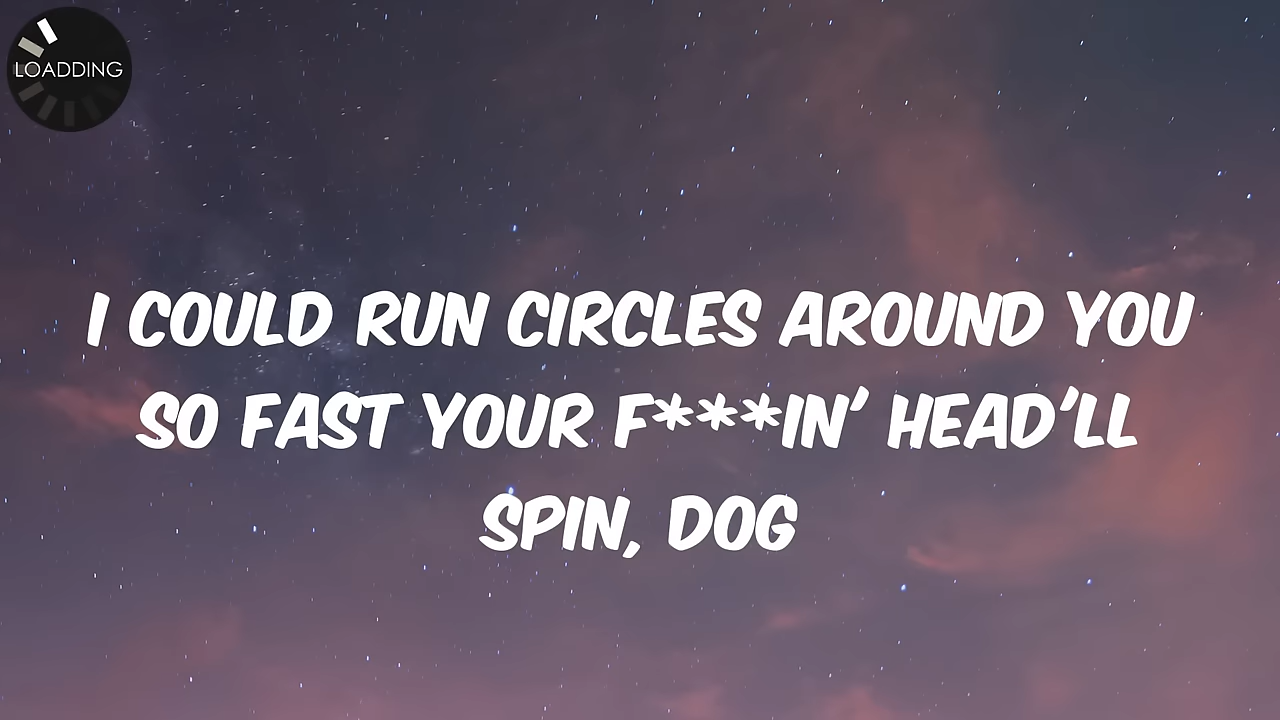 LOADDING
I COULD RUN CIRCLES AROUND YOU
SO FAST YOUR F***IN' HEAD'LL
SPIN, DOG